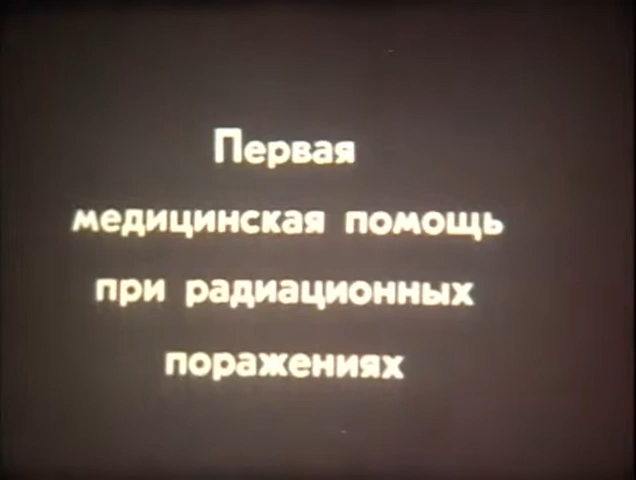 Первая
медицинская помощь
при радиационных
поражениях